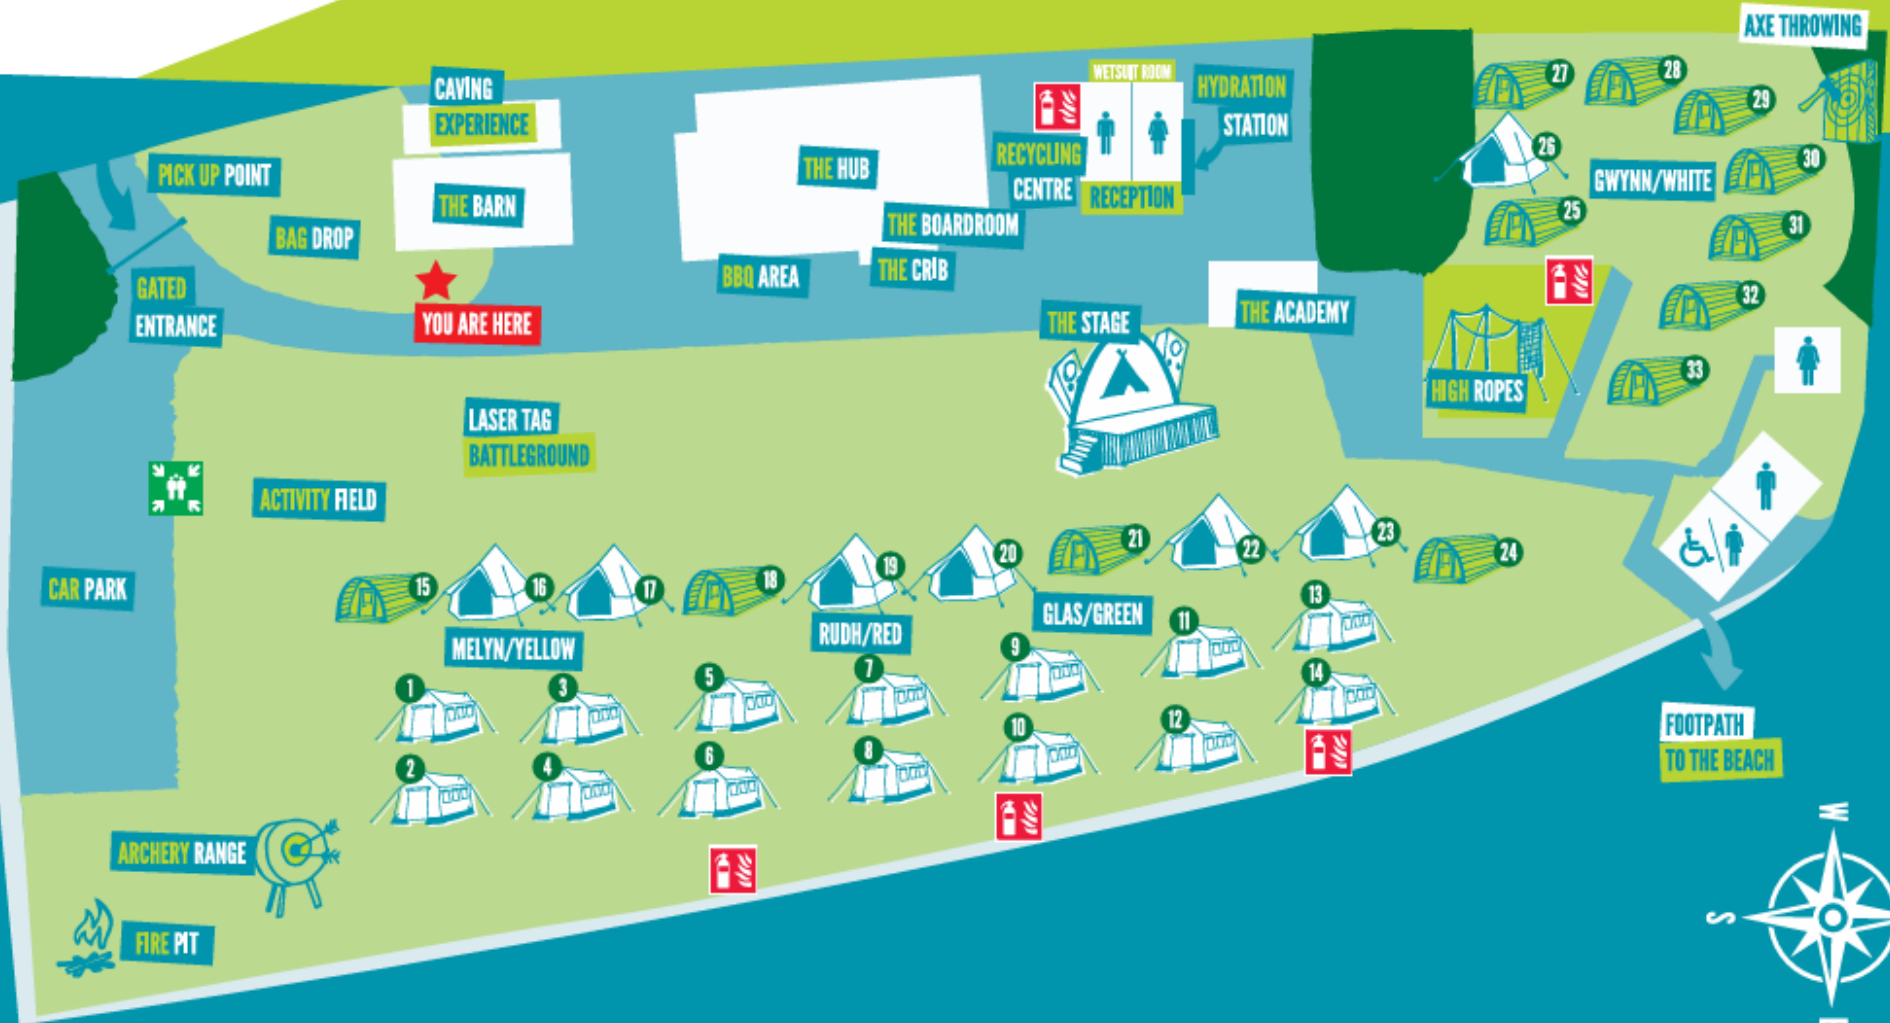 AXE THROWING
CAVING
EXPERIENCE
WETSUIT ROOM
HYDRATION
STATION
27
28
29
26
30
GWYNN/WHITE
25
31
32
33
PICK UP POINT
THE BARN
THE HUB
RECYCLING
CENTRE
RECEPTION
BAG DROP
THE BOARDROOM
BBQ AREA
THE CRIB
GATED
ENTRANCE
YOU ARE HERE
THE STAGE
THE ACADEMY
HIGH ROPES
LASER TAG
BATTLEGROUND
ACTIVITY FIELD
CAR PARK
15
16
17
18
19
20
21
22
23
24
MELYN/YELLOW
RUDH/RED
GLAS/GREEN
1
3
5
7
9
11
13
2
4
6
8
10
12
14
FOOTPATH
TO THE BEACH
ARCHERY RANGE
FIRE PIT
W
S